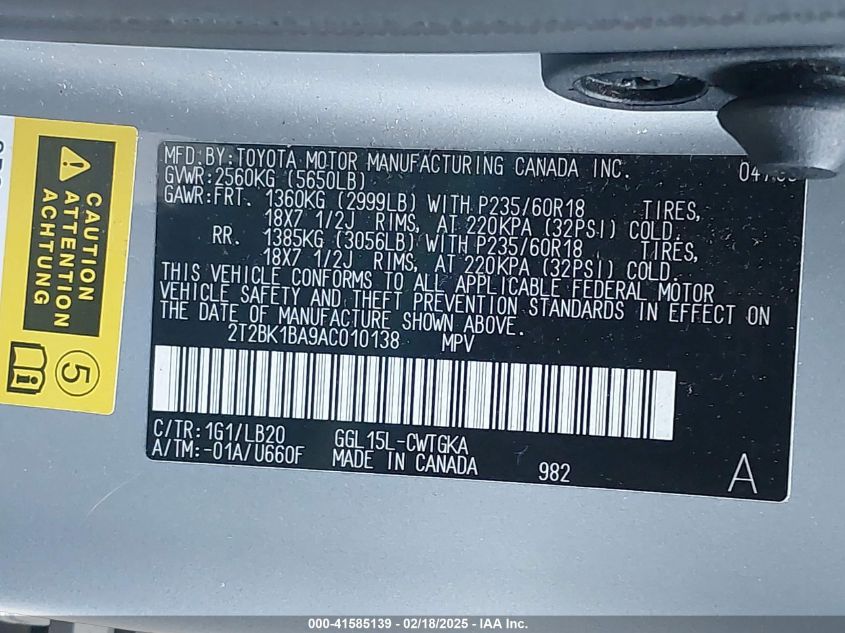 MFD.BY:TOYOTA MOTOR MANUFACTURING CANADA INC.
GVWR:2560KG (5650LB)
GAWR:FRT. 1360KG (2999LB) WITH P235/60R18 TIRES,
18X7 1/2J RIMS, AT 220KPA (32PSI) COLD.
RR. 1385KG (3056LB) WITH P235/60R18 TIRES,
18X7 1/2J RIMS, AT 220KPA (32PSI) COLD.
THIS VEHICLE CONFORMS TO ALL APPLICABLE FEDERAL MOTOR
VEHICLE SAFETY AND THEFT PREVENTION STANDARDS IN EFFECT ON
THE DATE OF MANUFACTURE SHOWN ABOVE.
2T2BK1BA9AC010138 MPV
C/TR:1G1/LB20 GGL15L-CWTGKA
A/TM:-01A/U660F MADE IN CANADA 982 A
CAUTION
ATTENTION
ACHTUNG
5
000-41585139 - 02/18/2025 - IAA Inc.